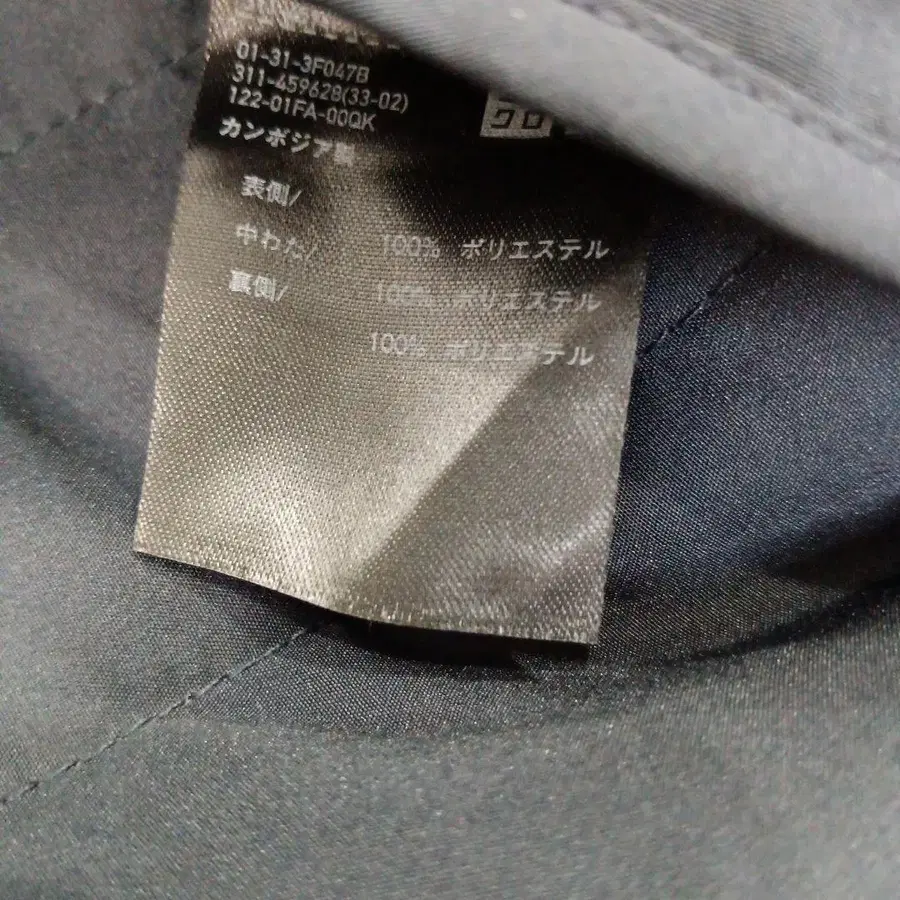 01-31-3F047B
311-459628(33-02)
122-01FA-00QK
カンボジア製
表側/ 100% ポリエステル
中わた/ 100% ポリエステル
裏側/ 100% ポリエステル